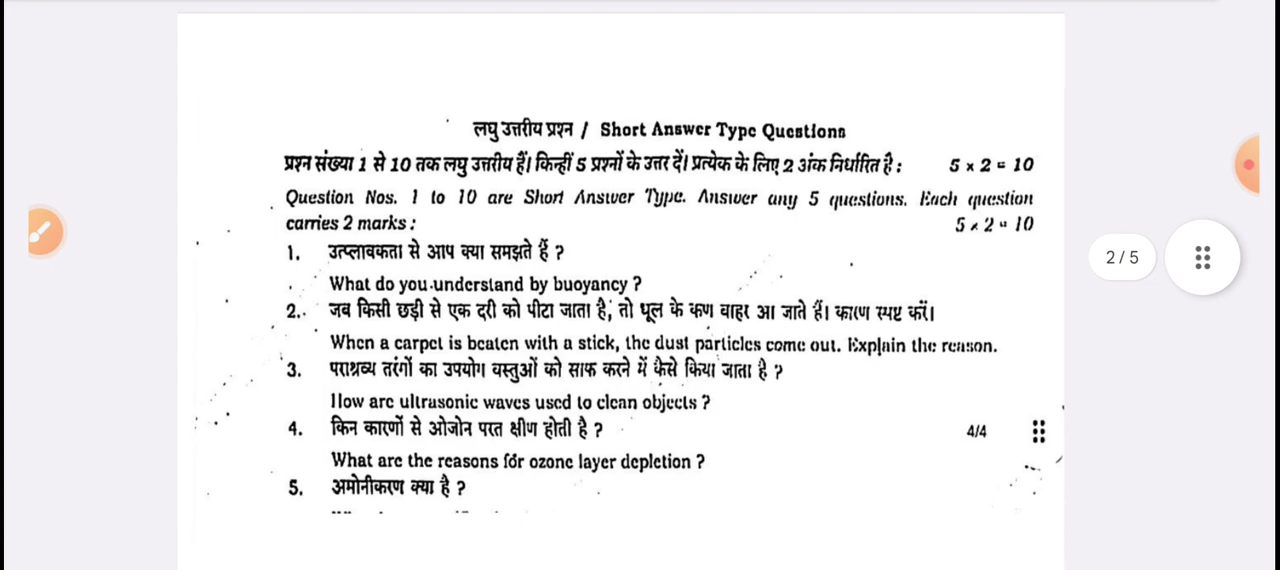 लघु उत्तरीय प्रश्न / Short Answer Type Questions
प्रश्न संख्या 1 से 10 तक लघु उत्तरीय हैं। किन्हीं 5 प्रश्नों के उत्तर दें। प्रत्येक के लिए 2 अंक निर्धारित है : 5 × 2 = 10
Question Nos. 1 to 10 are Short Answer Type. Answer any 5 questions. Each question
carries 2 marks : 5 × 2 = 10
1. उत्प्लावकता से आप क्या समझते हैं ?
What do you understand by buoyancy ?
2. जब किसी छड़ी से एक दरी को पीटा जाता है, तो धूल के कण वाहर आ जाते हैं। कारण स्पष्ट करें।
When a carpet is beaten with a stick, the dust particles come out. Explain the reason.
3. पराश्रव्य तरंगों का उपयोग वस्तुओं को साफ करने में कैसे किया जाता है ?
How are ultrasonic waves used to clean objects ?
4. किन कारणों से ओजोन परत क्षीण होती है ?
What are the reasons for ozone layer depletion ?
5. अमोनीकरण क्या है ?
2 / 5
4/4